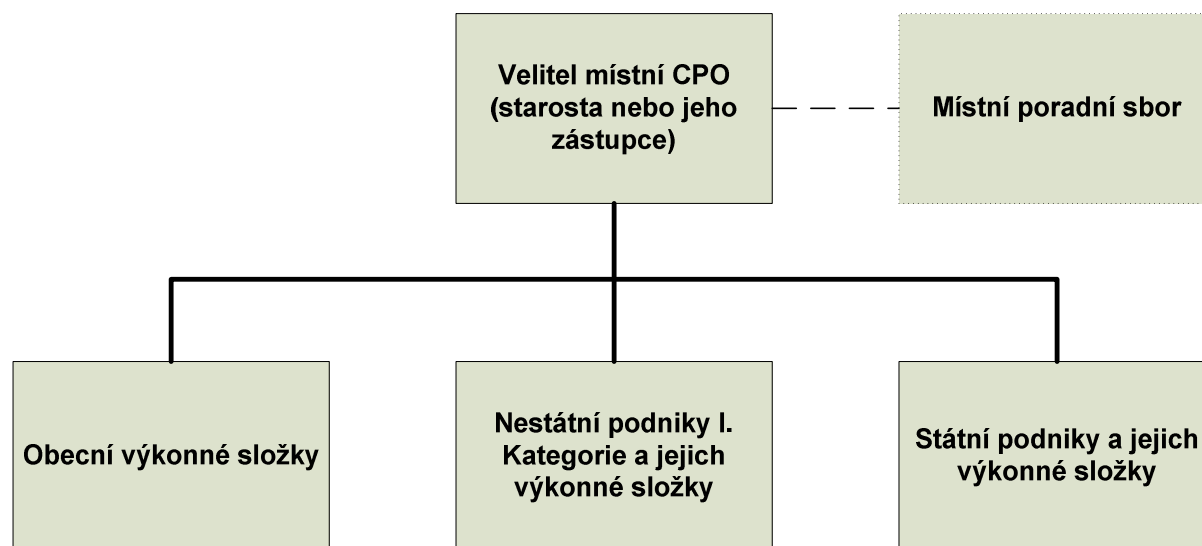 Velitel místní CPO
(starosta nebo jeho
zástupce)
Místní poradní sbor
Obecní výkonné složky
Nestátní podniky I.
Kategorie a jejich
výkonné složky
Státní podniky a jejich
výkonné složky